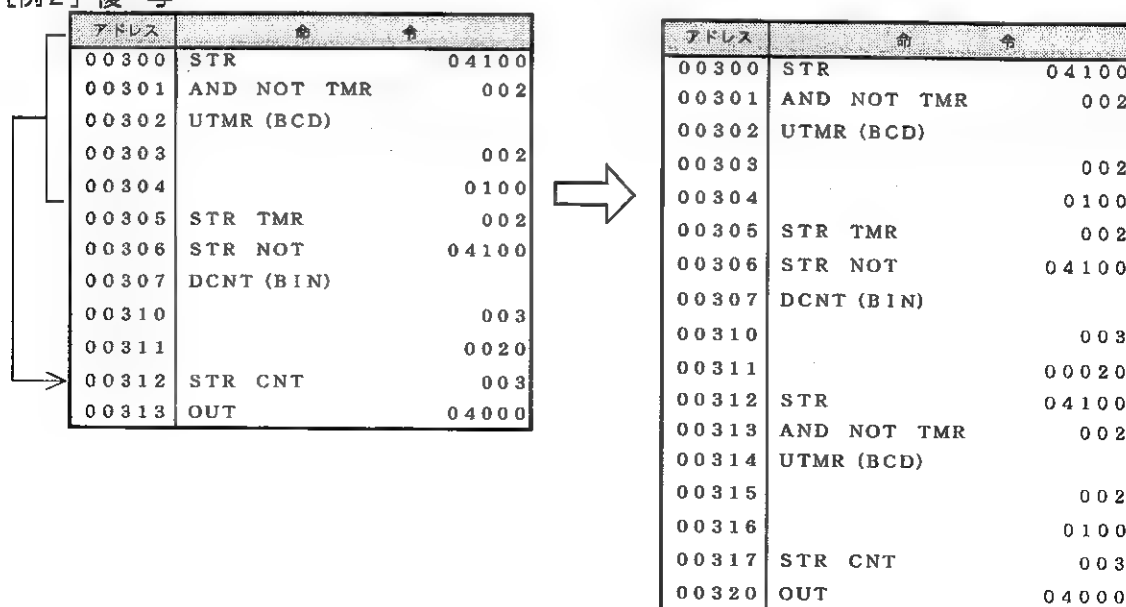 [例2] 後 写
アドレス 命 令
00300 STR 04100
00301 AND NOT TMR 002
00302 UTMR (BCD)
00303 002
00304 0100
00305 STR TMR 002
00306 STR NOT 04100
00307 DCNT (BIN)
00310 003
00311 0020
00312 STR CNT 003
00313 OUT 04000
アドレス 命 令
00300 STR 04100
00301 AND NOT TMR 002
00302 UTMR (BCD)
00303 002
00304 0100
00305 STR TMR 002
00306 STR NOT 04100
00307 DCNT (BIN)
00310 003
00311 00020
00312 STR 04100
00313 AND NOT TMR 002
00314 UTMR (BCD)
00315 002
00316 0100
00317 STR CNT 003
00320 OUT 04000